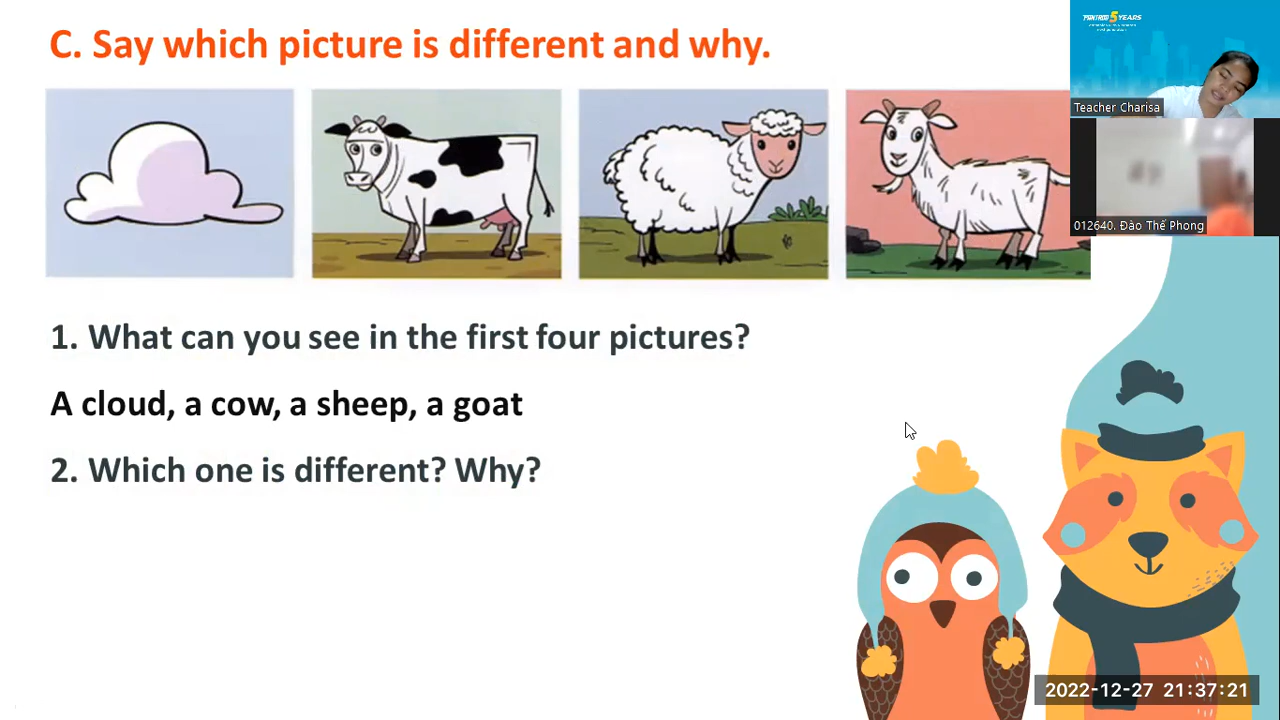 C. Say which picture is different and why.
5 YEARS
Teacher Charisa
012640. Đào Thế Phong
1. What can you see in the first four pictures?
A cloud, a cow, a sheep, a goat
2. Which one is different? Why?
2022-12-27 21:37:21